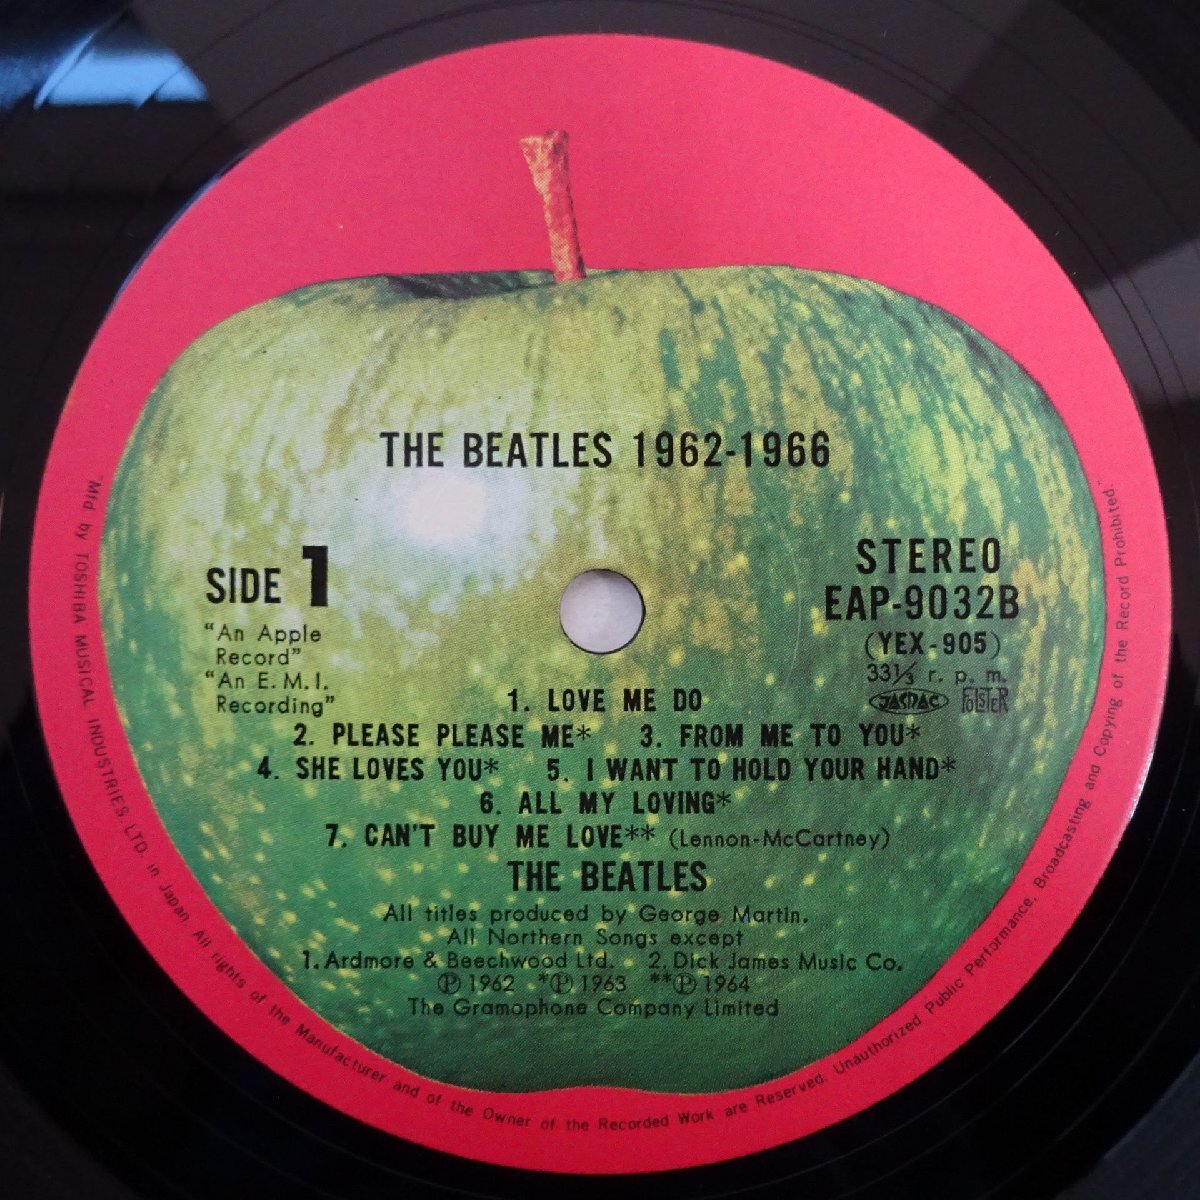 THE BEATLES 1962-1966
SIDE 1
"An Apple
Record"
"An E.M.I.
Recording"
STEREO
EAP-9032B
(YEX-905)
33⅓ r. p. m.
JASRAC
1. LOVE ME DO
2. PLEASE PLEASE ME* 3. FROM ME TO YOU*
4. SHE LOVES YOU* 5. I WANT TO HOLD YOUR HAND*
6. ALL MY LOVING*
7. CAN'T BUY ME LOVE** (Lennon-McCartney)
THE BEATLES
All titles produced by George Martin.
All Northern Songs except
1.Ardmore & Beechwood Ltd. 2.Dick James Music Co.
Ⓟ 1962 *Ⓟ 1963 **Ⓟ 1964
The Gramophone Company Limited
"Mfd by TOSHIBA MUSICAL INDUSTRIES, LTD. in Japan All rights of the Manufacturer and of the Owner of the Recorded Work are Reserved. Unauthorized Public Performance, Broadcasting and Copying of the Record Prohibited."